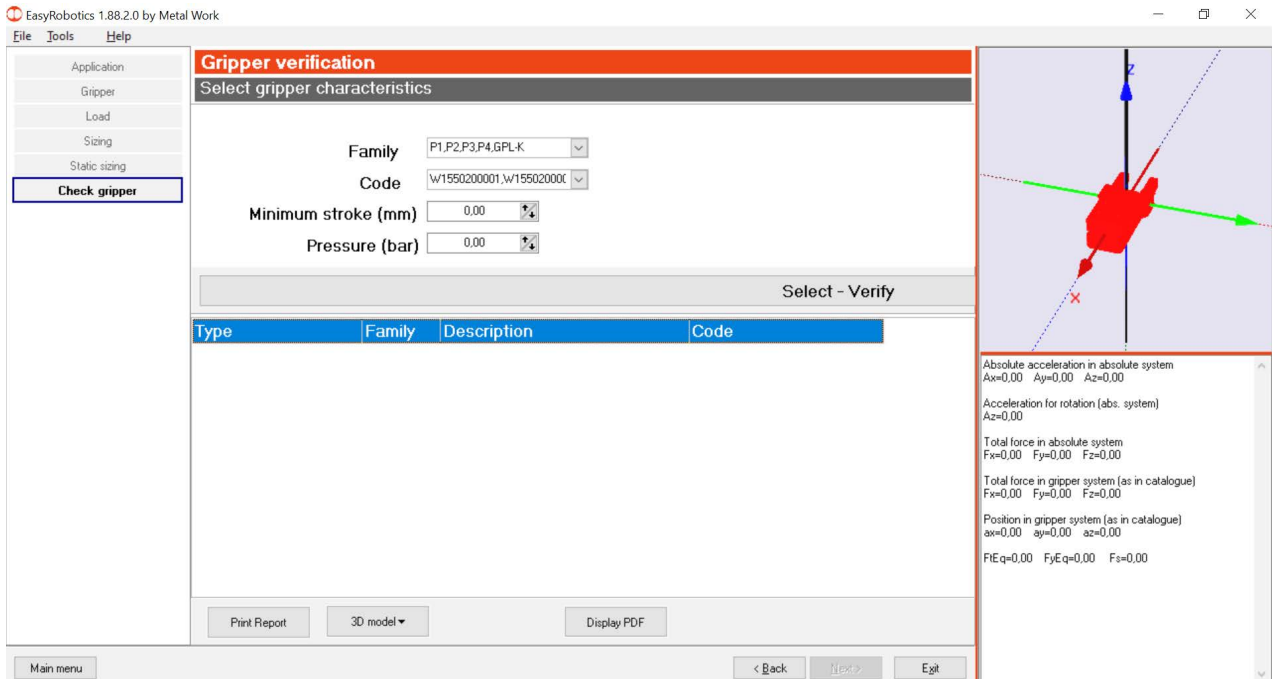 EasyRobotics 1.88.2.0 by Metal Work
File Tools Help
Application
Gripper
Load
Sizing
Static sizing
Check gripper
Gripper verification
Select gripper characteristics
Family P1,P2,P3,P4,GPL-K
Code W1550200001,W15502000(
Minimum stroke (mm) 0,00
Pressure (bar) 0,00
Select - Verify
Type Family Description Code
Print Report 3D model Display PDF
Main menu < Back Next > Exit
Z
X
Absolute acceleration in absolute system
Ax=0,00 Ay=0,00 Az=0,00
Acceleration for rotation (abs. system)
Az=0,00
Total force in absolute system
Fx=0,00 Fy=0,00 Fz=0,00
Total force in gripper system (as in catalogue)
Fx=0,00 Fy=0,00 Fz=0,00
Position in gripper system (as in catalogue)
ax=0,00 ay=0,00 az=0,00
FtEq=0,00 FyEq=0,00 Fs=0,00